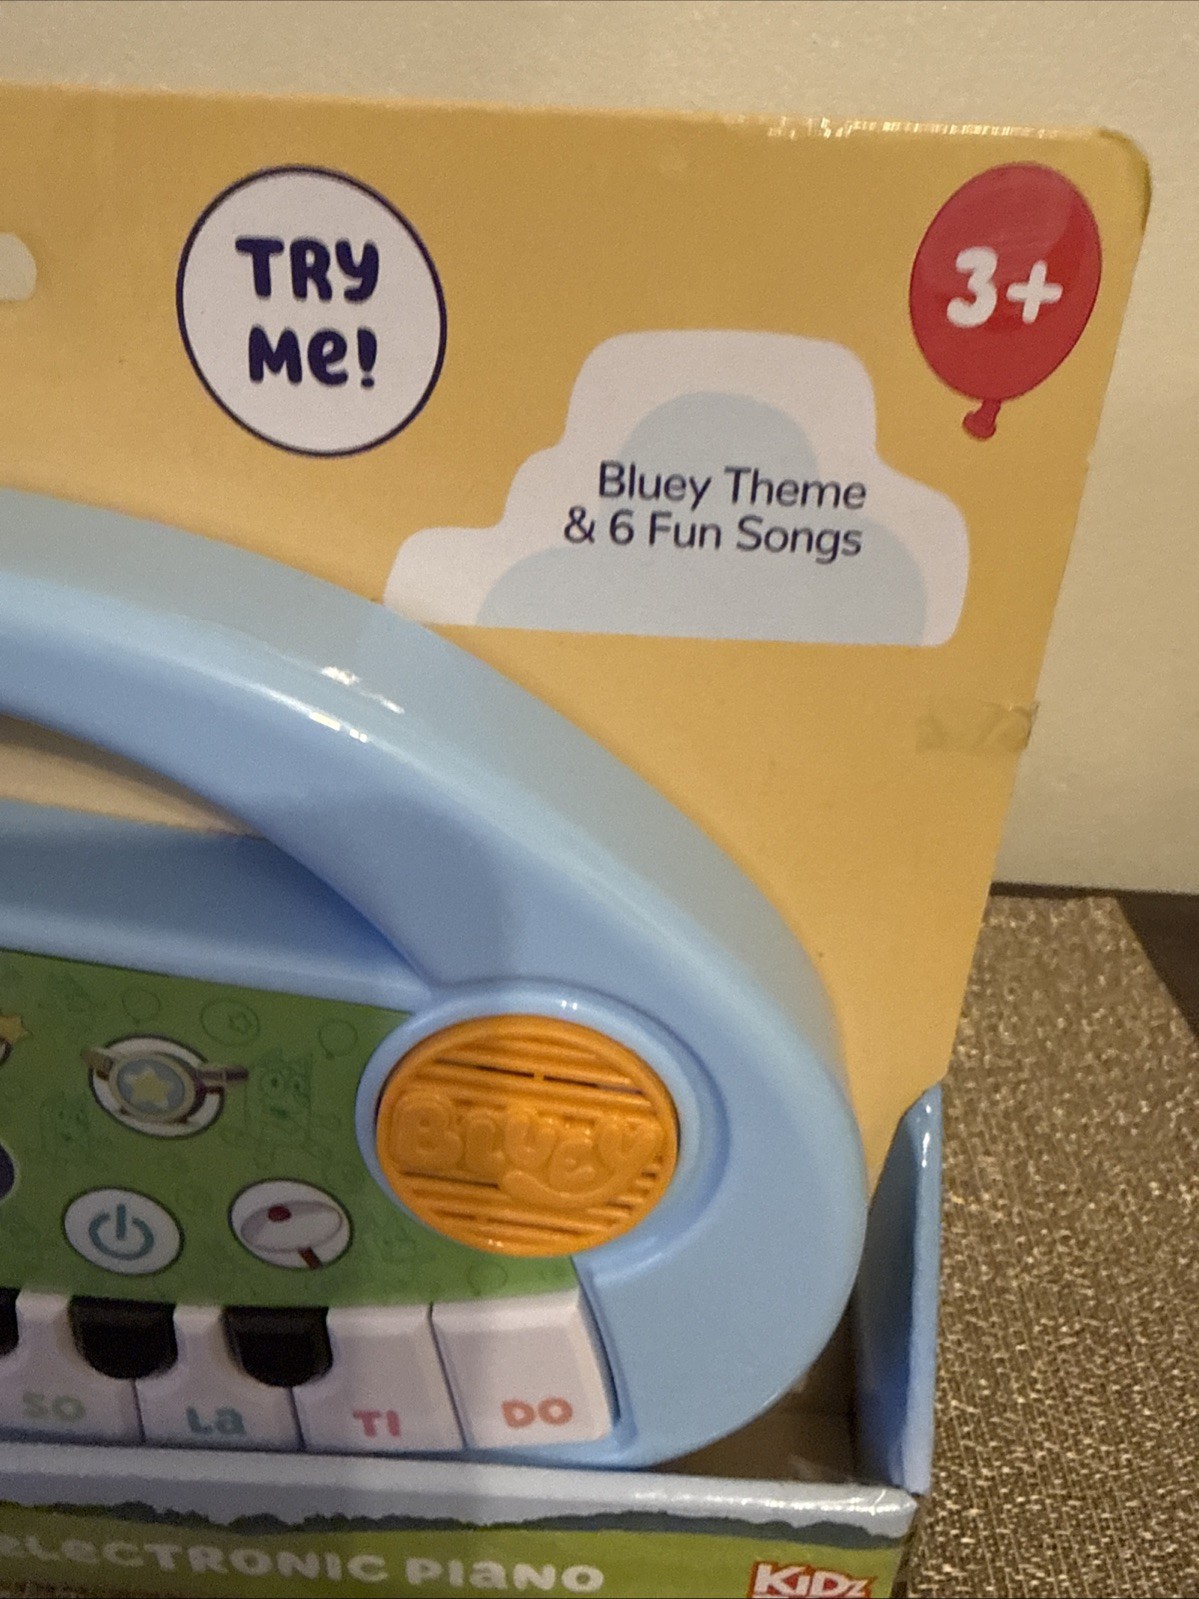 TRY
Me!
3+
Bluey Theme
& 6 Fun Songs
BLUEY
SO
La
TI
DO
eLeCTRONIC PIaNO
KiDZ